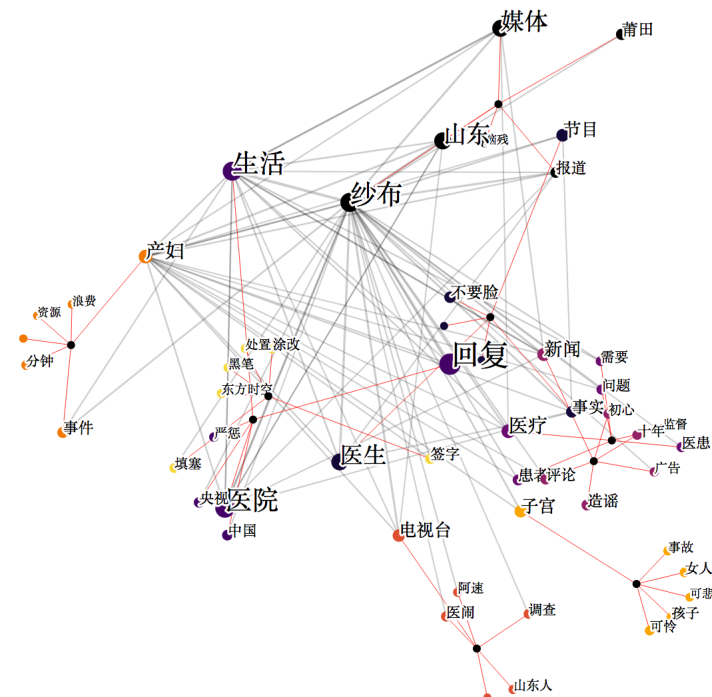 媒体
莆田
山东
脑残
节目
生活
报道
纱布
产妇
不要脸
浪费
资源
处置
涂改
回复
新闻
需要
分钟
黑笔
问题
东方时空
事实
初心
事件
严惩
医疗
十年
监督
医患
填塞
医生
签字
患者
评论
广告
央视
医院
子宫
造谣
中国
电视台
事故
女人
阿速
可悲
医闹
调查
孩子
可怜
山东人